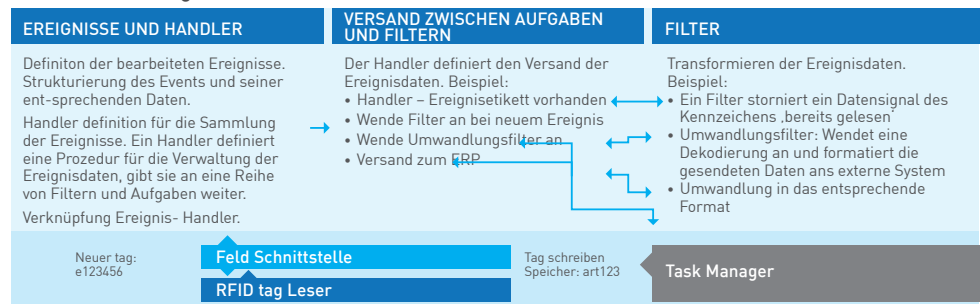 EREIGNISSE UND HANDLER
Definiton der bearbeiteten Ereignisse.
Strukturierung des Events und seiner
ent-sprechenden Daten.
Handler definition für die Sammlung
der Ereignisse. Ein Handler definiert
eine Prozedur für die Verwaltung der
Ereignisdaten, gibt sie an eine Reihe
von Filtern und Aufgaben weiter.
Verknüpfung Ereignis- Handler.
VERSAND ZWISCHEN AUFGABEN
UND FILTERN
Der Handler definiert den Versand der
Ereignisdaten. Beispiel:
• Handler – Ereignisetikett vorhanden
• Wende Filter an bei neuem Ereignis
• Wende Umwandlungsfilter an
• Versand zum ERP
FILTER
Transformieren der Ereignisdaten.
Beispiel:
• Ein Filter storniert ein Datensignal des
Kennzeichens ‚bereits gelesen‘
• Umwandlungsfilter: Wendet eine
Dekodierung an und formatiert die
gesendeten Daten ans externe System
• Umwandlung in das entsprechende
Format
Neuer tag:
e123456
Feld Schnittstelle
RFID tag Leser
Tag schreiben
Speicher: art123
Task Manager